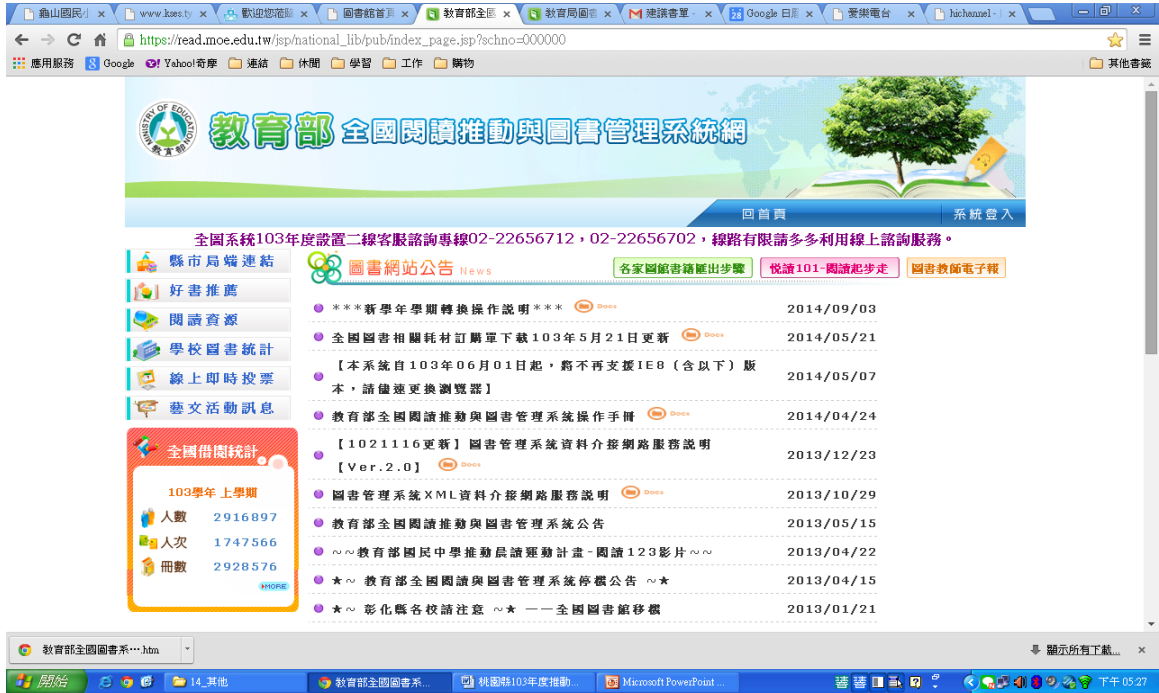 龜山國民小
www.kses.ty
歡迎您蒞臨
圖書館首頁
教育部全國
教育局圖書
建議書單 -
Google 日曆
愛樂電台
hichannel -
https://read.moe.edu.tw/jsp/national_lib/pub/index_page.jsp?schno=000000
應用服務 Google Yahoo!奇摩 連結 休閒 學習 工作 購物 其他書籤
MINISTRY OF EDUCATION
教育部
教育部 全國閱讀推動與圖書管理系統網
回首頁 系統登入
全國系統103年度設置二線客服諮詢專線02-22656712，02-22656702，線路有限請多多利用線上諮詢服務。
縣市局端連結
好書推薦
閱讀資源
學校圖書統計
線上即時投票
藝文活動訊息
全國借閱統計
103學年 上學期
人數 2916897
人次 1747566
冊數 2928576
MORE
圖書網站公告 News 各家圖館書籍匯出步驟 悅讀101-閱讀起步走 圖書教師電子報
***新學年學期轉換操作說明*** Docs 2014/09/03
全國圖書相關耗材訂購單下載103年5月21日更新 Docs 2014/05/21
【本系統自103年06月01日起，將不再支援IE8（含以下）版
本，請儘速更換瀏覽器】 2014/05/07
教育部全國閱讀推動與圖書管理系統操作手冊 Docs 2014/04/24
【1021116更新】圖書管理系統資料介接網路服務說明
【Ver.2.0】 Docs 2013/12/23
圖書管理系統XML資料介接網路服務說明 Docs 2013/10/29
教育部全國閱讀推動與圖書管理系統公告 2013/05/15
~~教育部國民中學推動晨讀運動計畫-閱讀123影片~~ 2013/04/22
★~ 教育部全國閱讀與圖書管理系統停機公告 ~★ 2013/04/15
★~ 彰化縣各校請注意 ~★ ——全國圖書館移機 2013/01/21
教育部全國圖書系….htm 顯示所有下載...
開始 14_其他 教育部全國圖書系... 桃園縣103年度推動... Microsoft PowerPoint ... 下午 05:27